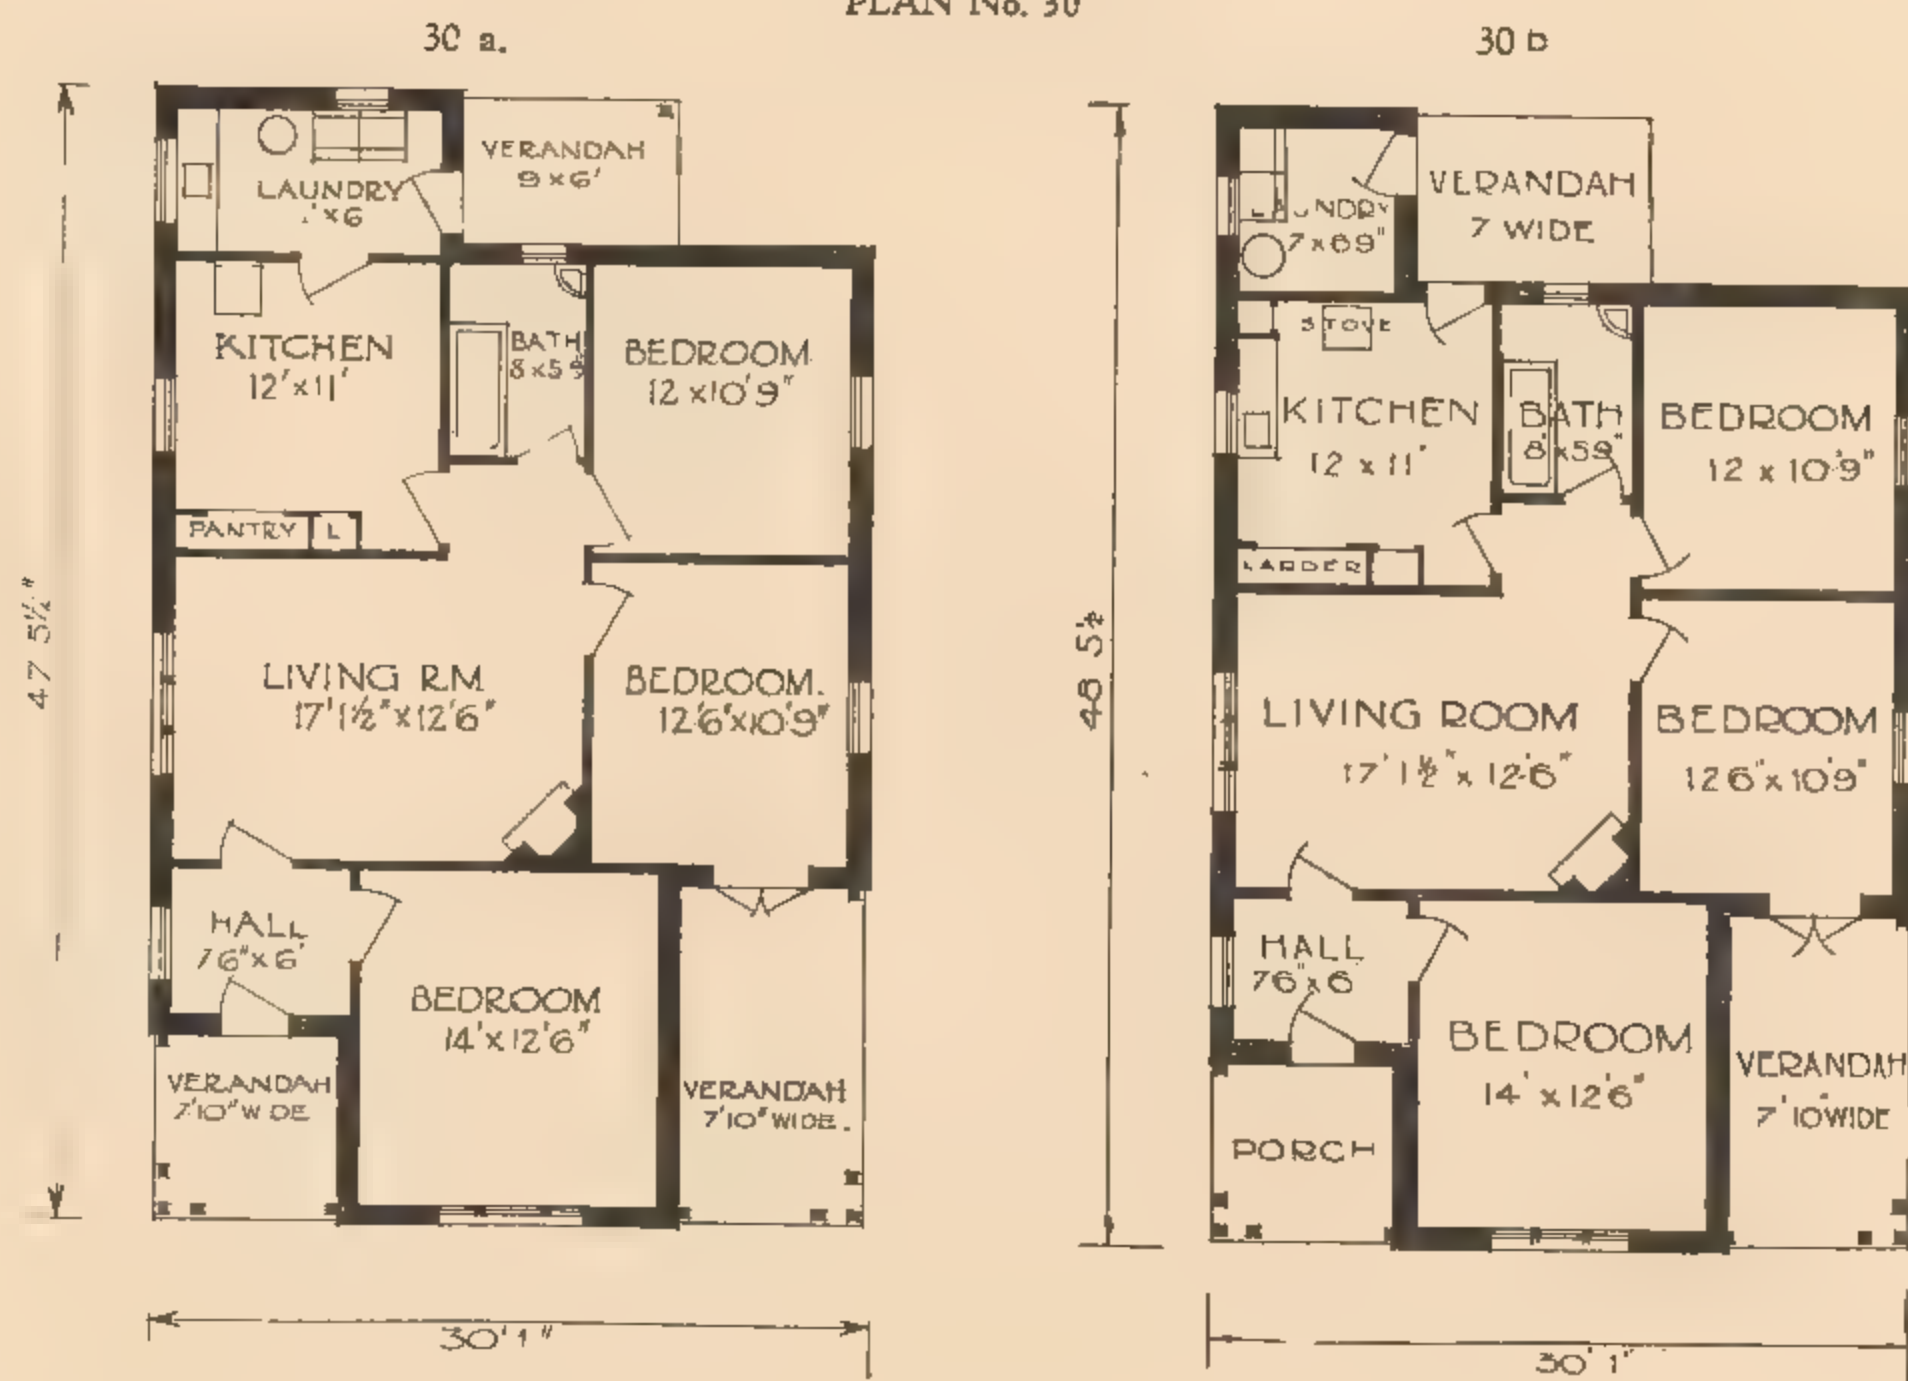 PLAN No. 30
30 a.
VERANDAH
9 x 6'
LAUNDRY
KITCHEN
12' x 11'
BATH
BEDROOM
12 x 10' 9"
PANTRY
L
LIVING RM
17' 1½" x 12' 6"
BEDROOM.
12' 6" x 10' 9"
HALL
7 6" x 6'
BEDROOM
14' x 12' 6"
VERANDAH
7' 10" W DE
VERANDAH
7' 10" WIDE.
47 5½"
30' 1"
30 b
VERANDAH
7 WIDE
7 x 6 9"
STOVE
KITCHEN
12 x 11'
BATH
8' x 5 9"
BEDROOM
12 x 10' 9"
LARDER
LIVING ROOM
17' 1½" x 12' 6"
BEDROOM
12 6" x 10' 9"
HALL
7 6" x 6
BEDROOM
14' x 12' 6"
PORCH
VERANDAH
7' 10" WIDE
48 5½
30' 1"